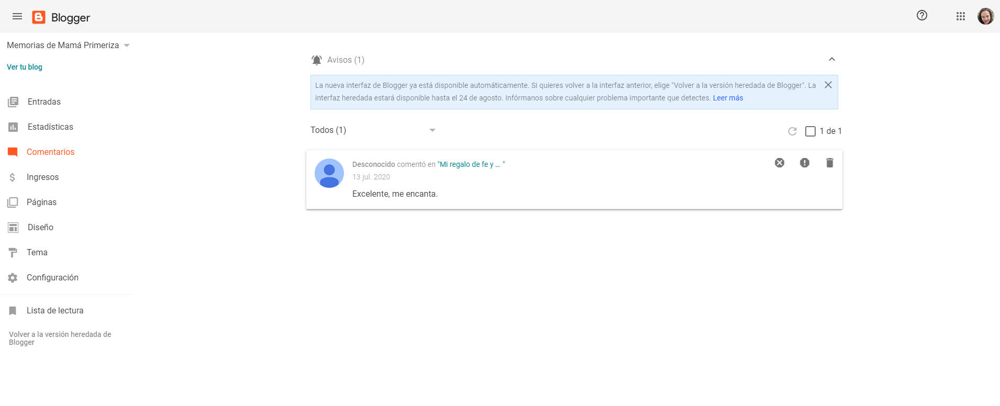 Blogger
Memorias de Mamá Primeriza
Ver tu blog
Entradas
Estadísticas
Comentarios
Ingresos
Páginas
Diseño
Tema
Configuración
Lista de lectura
Volver a la versión heredada de
Blogger
Avisos (1)
La nueva interfaz de Blogger ya está disponible automáticamente. Si quieres volver a la interfaz anterior, elige "Volver a la versión heredada de Blogger". La
interfaz heredada estará disponible hasta el 24 de agosto. Infórmanos sobre cualquier problema importante que detectes. Leer más
Todos (1)
1 de 1
Desconocido comentó en "Mi regalo de fe y ... "
13 jul. 2020
Excelente, me encanta.